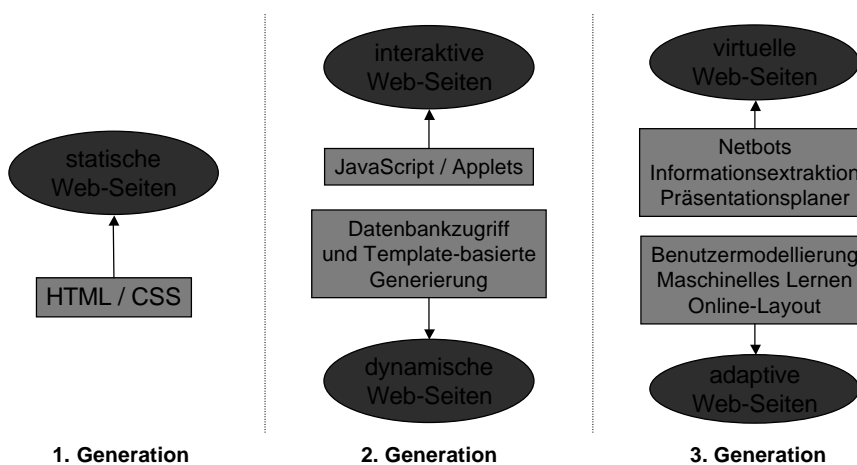 statische
Web-Seiten
HTML / CSS
1. Generation
interaktive
Web-Seiten
JavaScript / Applets
Datenbankzugriff
und Template-basierte
Generierung
dynamische
Web-Seiten
2. Generation
virtuelle
Web-Seiten
Netbots
Informationsextraktion
Präsentationsplaner
Benutzermodellierung
Maschinelles Lernen
Online-Layout
adaptive
Web-Seiten
3. Generation